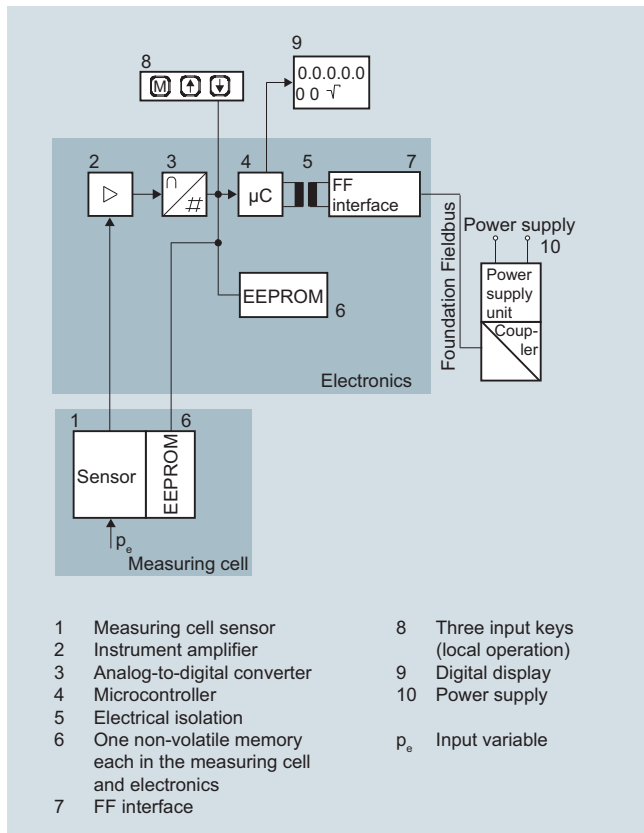 8
9
M
0.0.0.0.0
0 0 √
2
3
4
5
7
∩
#
µC
FF
interface
Foundation Fieldbus
Power supply
10
Power
supply
unit
Coup-
ler
EEPROM
6
Electronics
1
6
Sensor
EEPROM
pe
Measuring cell
1 Measuring cell sensor
2 Instrument amplifier
3 Analog-to-digital converter
4 Microcontroller
5 Electrical isolation
6 One non-volatile memory
each in the measuring cell
and electronics
7 FF interface
8 Three input keys
(local operation)
9 Digital display
10 Power supply
pe Input variable